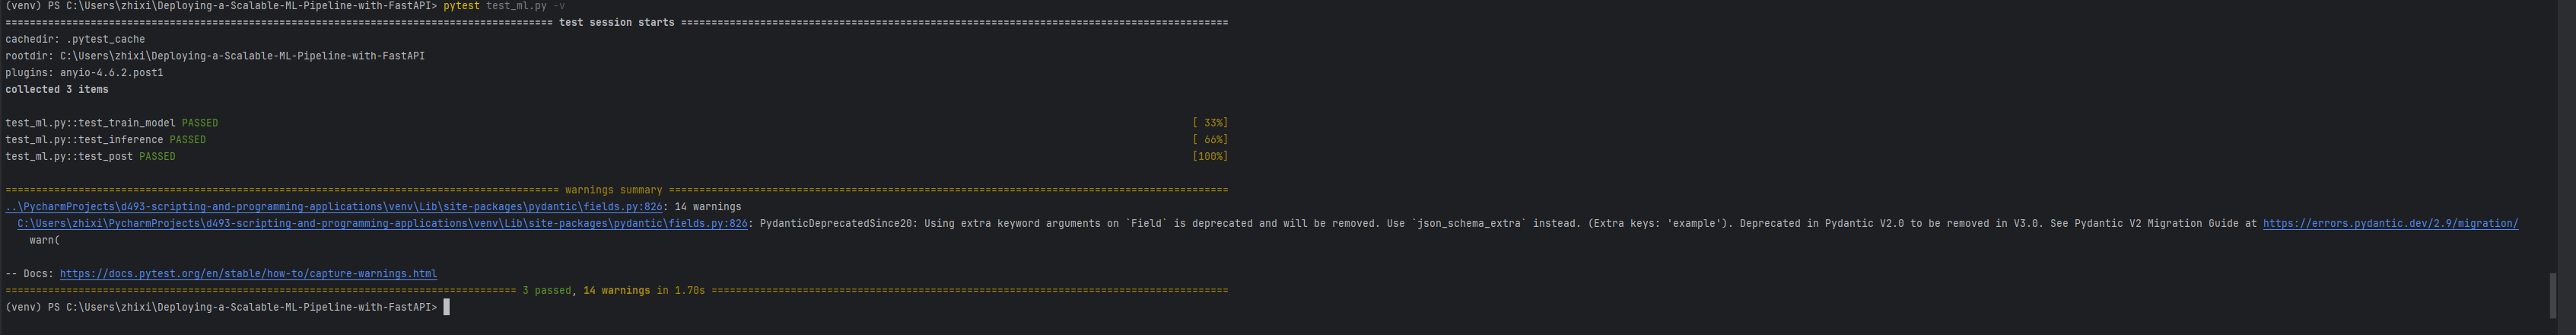 (venv) PS C:\Users\zhixi\Deploying-a-Scalable-ML-Pipeline-with-FastAPI> pytest test_ml.py -v
=========================================================================================== test session starts ===========================================================================================
cachedir: .pytest_cache
rootdir: C:\Users\zhixi\Deploying-a-Scalable-ML-Pipeline-with-FastAPI
plugins: anyio-4.6.2.post1
collected 3 items
test_ml.py::test_train_model PASSED [ 33%]
test_ml.py::test_inference PASSED [ 66%]
test_ml.py::test_post PASSED [100%]
============================================================================================ warnings summary =============================================================================================
..\PycharmProjects\d493-scripting-and-programming-applications\venv\Lib\site-packages\pydantic\fields.py:826: 14 warnings
C:\Users\zhixi\PycharmProjects\d493-scripting-and-programming-applications\venv\Lib\site-packages\pydantic\fields.py:826: PydanticDeprecatedSince20: Using extra keyword arguments on `Field` is deprecated and will be removed. Use `json_schema_extra` instead. (Extra keys: 'example'). Deprecated in Pydantic V2.0 to be removed in V3.0. See Pydantic V2 Migration Guide at https://errors.pydantic.dev/2.9/migration/
warn(
-- Docs: https://docs.pytest.org/en/stable/how-to/capture-warnings.html
===================================================================================== 3 passed, 14 warnings in 1.70s ======================================================================================
(venv) PS C:\Users\zhixi\Deploying-a-Scalable-ML-Pipeline-with-FastAPI>